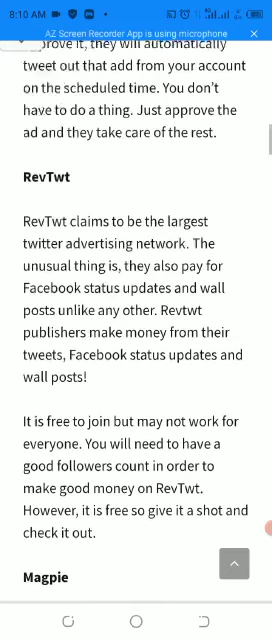 8:10 AM
AZ Screen Recorder App is using microphone
prove it, they will automatically
tweet out that add from your account
on the scheduled time. You don't
have to do a thing. Just approve the
ad and they take care of the rest.
RevTwt
RevTwt claims to be the largest
twitter advertising network. The
unusual thing is, they also pay for
Facebook status updates and wall
posts unlike any other. Revtwt
publishers make money from their
tweets, Facebook status updates and
wall posts!
It is free to join but may not work for
everyone. You will need to have a
good followers count in order to
make good money on RevTwt.
However, it is free so give it a shot and
check it out.
Magpie